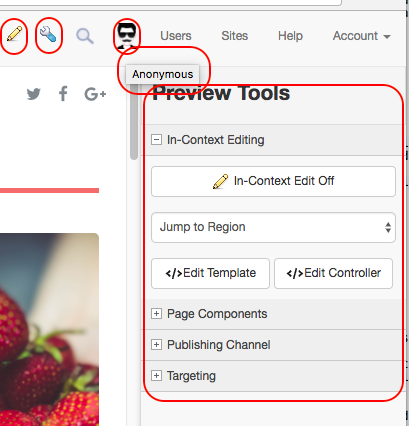 Users Sites Help Account
Anonymous
Preview Tools
In-Context Editing
In-Context Edit Off
Jump to Region
</>Edit Template </>Edit Controller
Page Components
Publishing Channel
Targeting